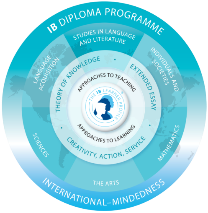 IB DIPLOMA PROGRAMME
STUDIES IN LANGUAGE
AND LITERATURE
LANGUAGE
ACQUISITION
INDIVIDUALS AND
SOCIETIES
THEORY OF KNOWLEDGE
EXTENDED ESSAY
APPROACHES TO TEACHING
APPROACHES TO LEARNING
CREATIVITY, ACTION, SERVICE
SCIENCES
MATHEMATICS
THE ARTS
INTERNATIONAL-MINDEDNESS